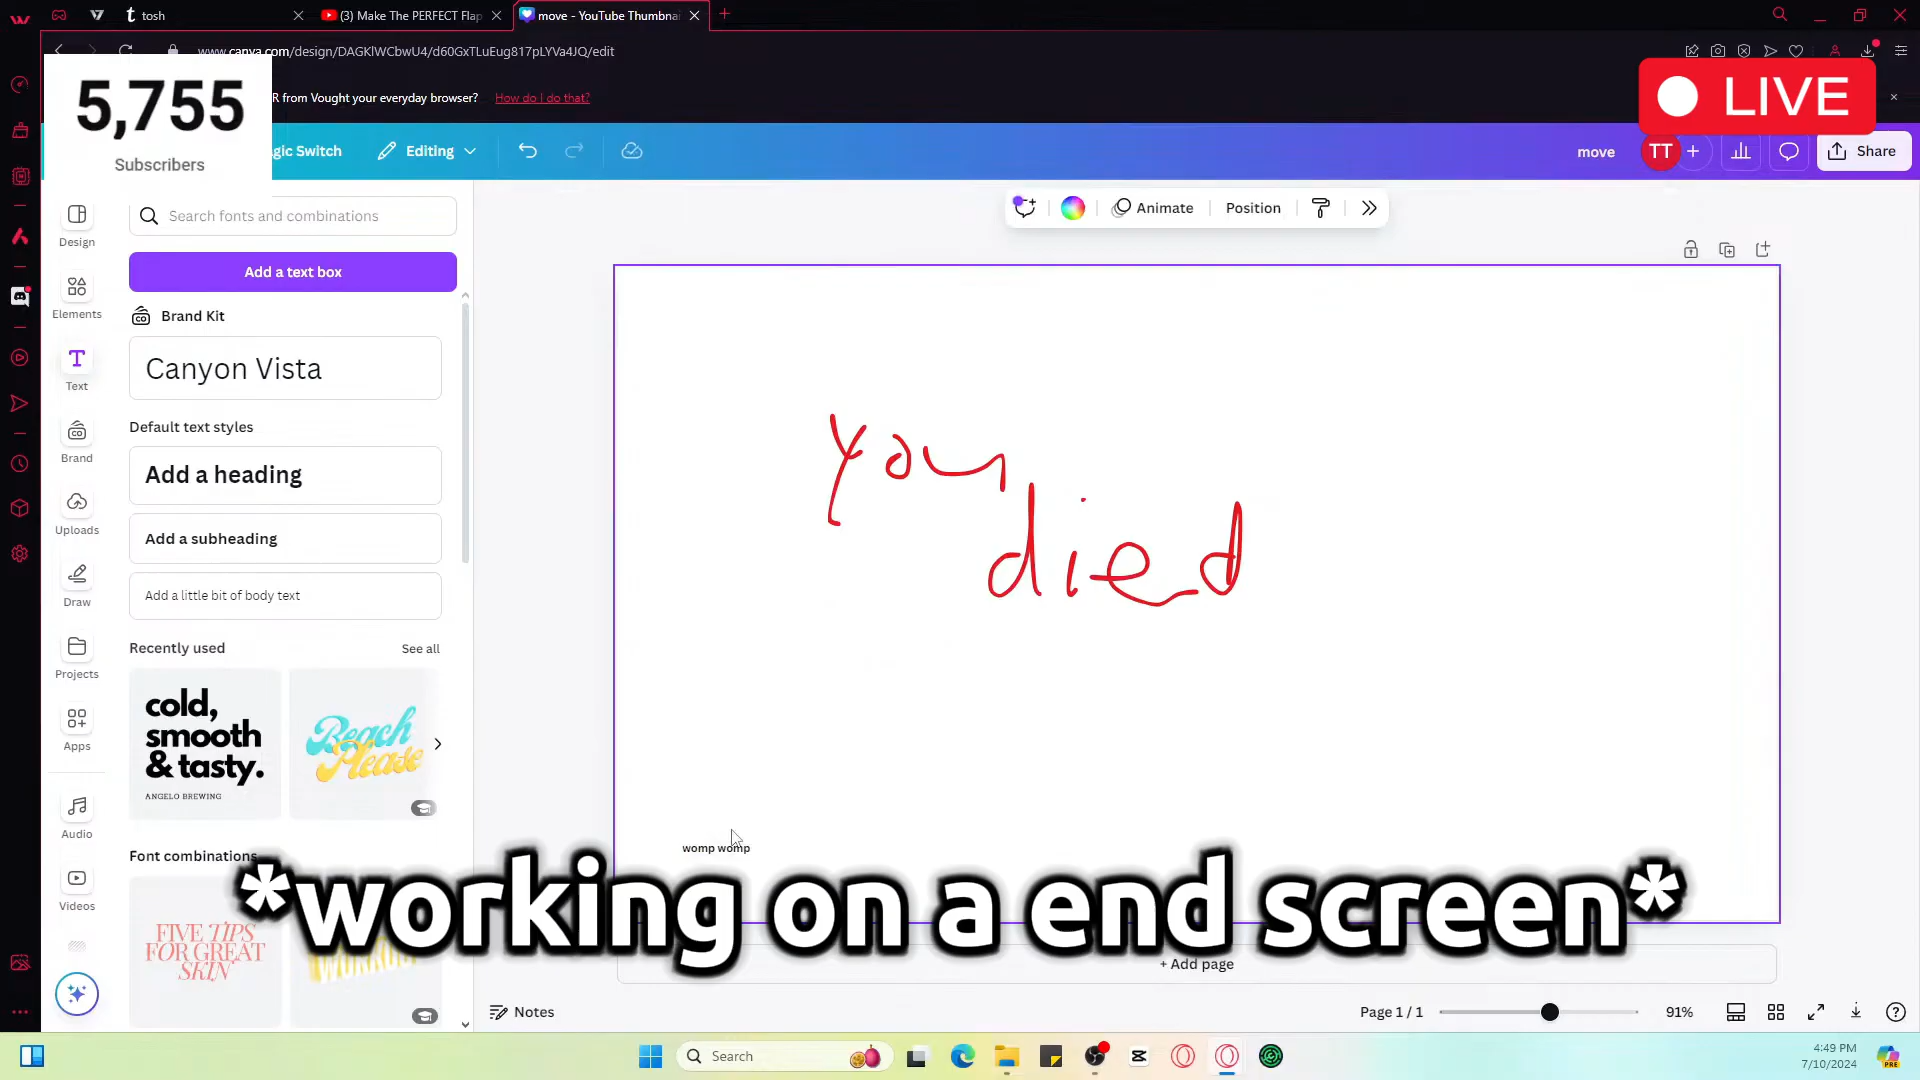 tosh
(3) Make The PERFECT Flap
move - YouTube Thumbnai
www.canva.com/design/DAGKlWCbwU4/d60GxTLuEug817pLYVa4JQ/edit
5,755
Subscribers
R from Vought your everyday browser? How do I do that?
LIVE
agic Switch
Editing
move
TT
Share
Search fonts and combinations
Animate
Position
Design
Add a text box
Elements
Brand Kit
Canyon Vista
Text
Default text styles
Add a heading
Brand
Add a subheading
Uploads
Add a little bit of body text
Draw
Recently used
See all
Projects
cold,
smooth
& tasty.
ANGELO BREWING
Beach
Please
Apps
Audio
Font combinations
Videos
FIVE TIPS
FOR GREAT
SKIN
WORKOUT
you
died
womp womp
*working on a end screen*
+ Add page
Notes
Page 1 / 1
91%
Search
4:49 PM
7/10/2024
PRE